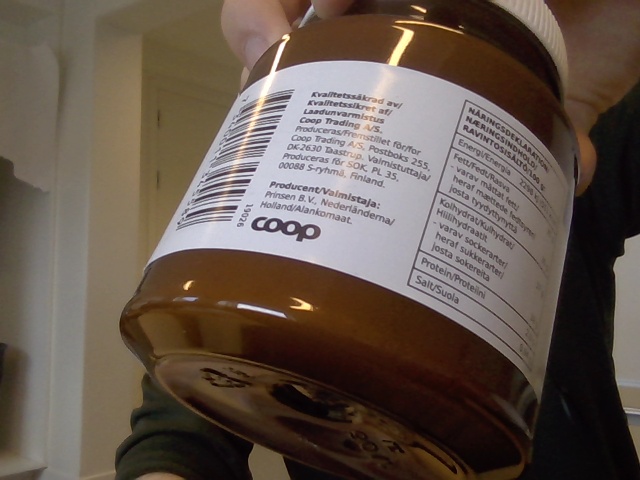 Kvalitetssäkrad av/
Kvalitetssikret af/
Laadunvarmistus
Coop Trading A/S.
Produceras/Fremstillet för/for
Coop Trading A/S, Postboks 255,
DK-2630 Taastrup. Valmistuttaja/
Produceras för SOK, PL 35,
00088 S-ryhmä, Finland.
Producent/Valmistaja:
Prinsen B.V., Nederländerna/
Holland/Alankomaat.
19026
coop
NÄRINGSDEKLARATION/
NÆRINGSINDHOLD/
RAVINTOSISÄLTÖ/100 g:
Energi/Energia
Fett/Fedt/Rasva
- varav mättat fett/
heraf mættede fedtsyrer/
josta tyydyttynyttä
Kolhydrat/Kulhydrat/
Hiilihydraatit
- varav sockerarter/
heraf sukkerarter/
josta sokereita
Protein/Proteiini
Salt/Suola